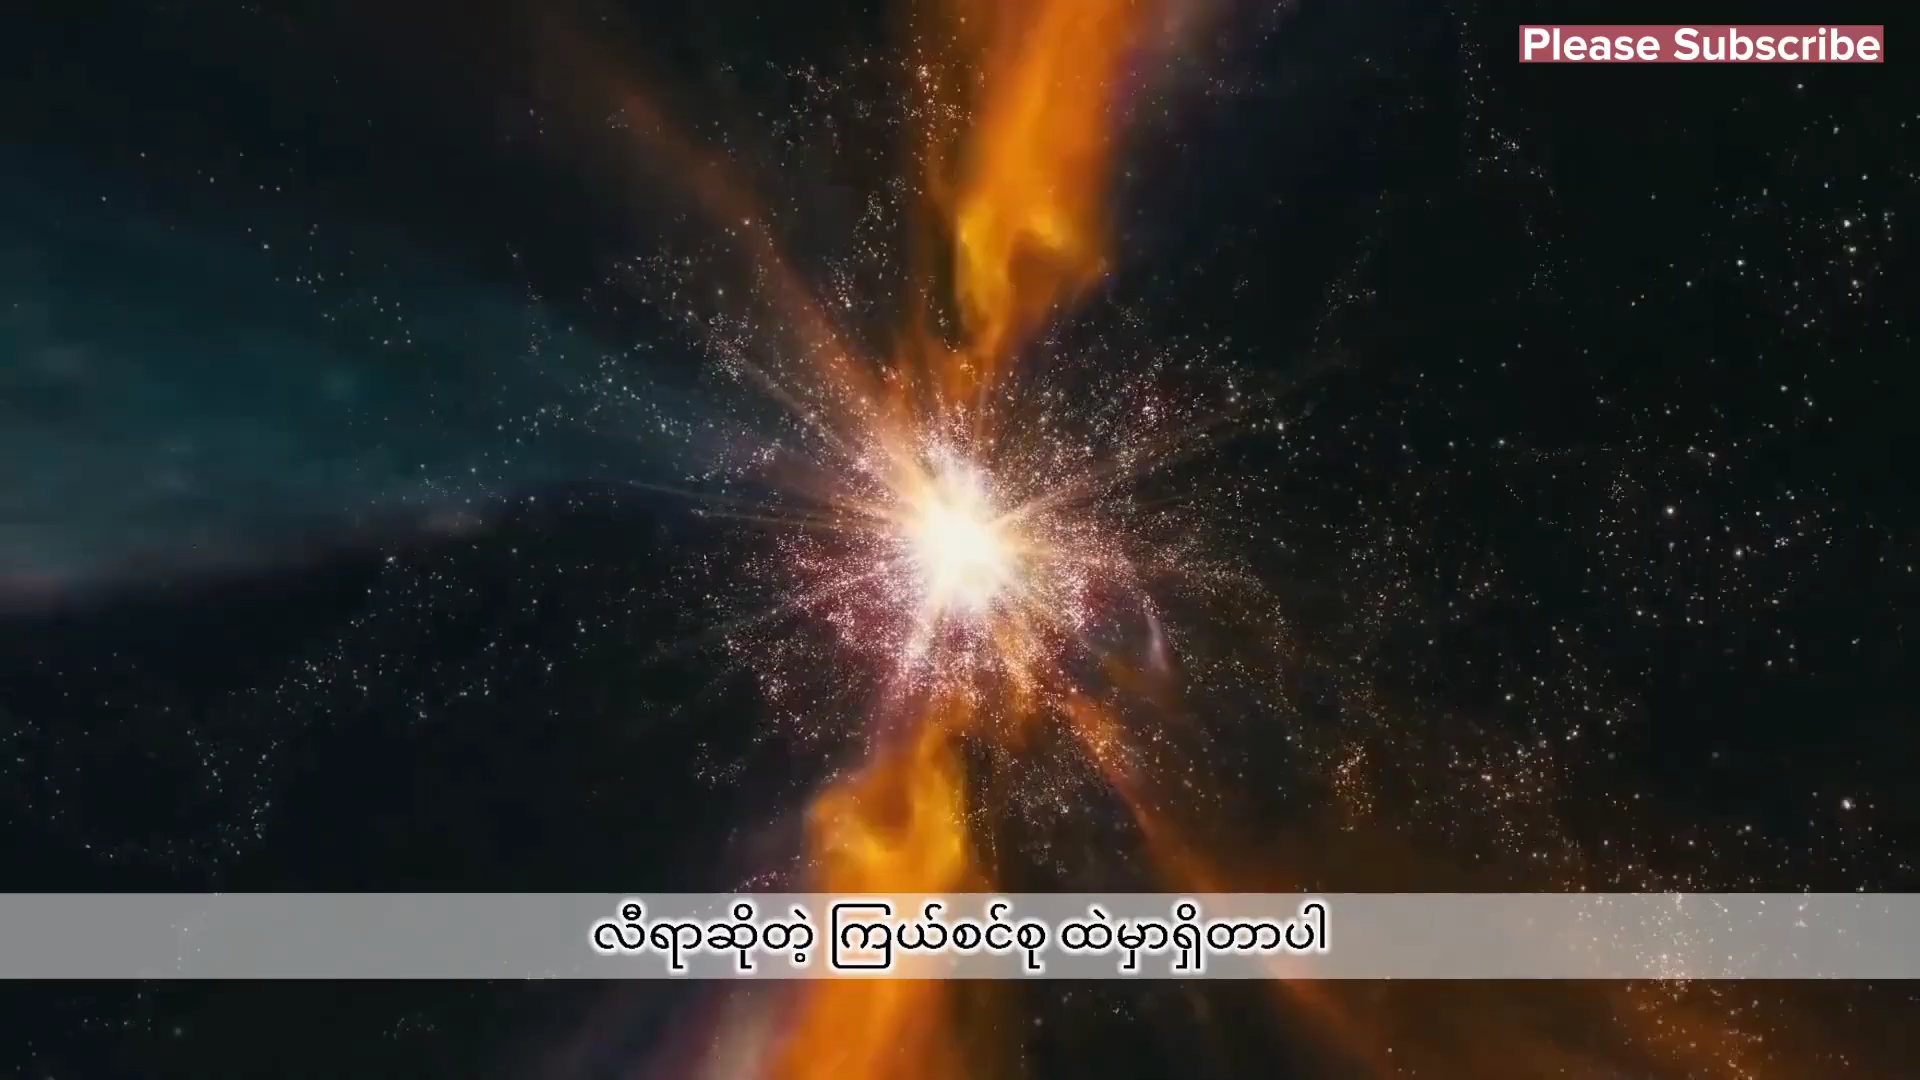 Please Subscribe
လီရာဆိုတဲ့ ကြယ်စင်စု ထဲမှာရှိတာပါ